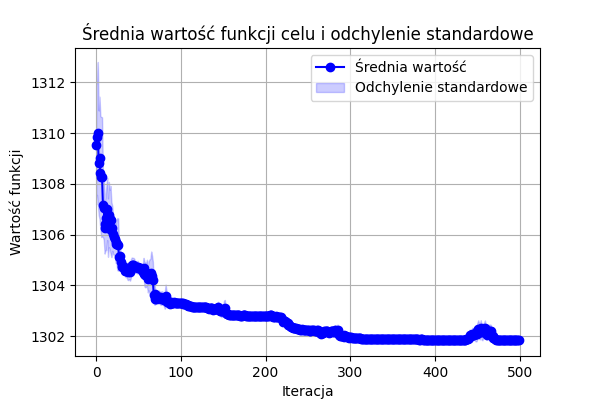 Średnia wartość funkcji celu i odchylenie standardowe
Średnia wartość
Odchylenie standardowe
Wartość funkcji
1312
1310
1308
1306
1304
1302
0 100 200 300 400 500
Iteracja